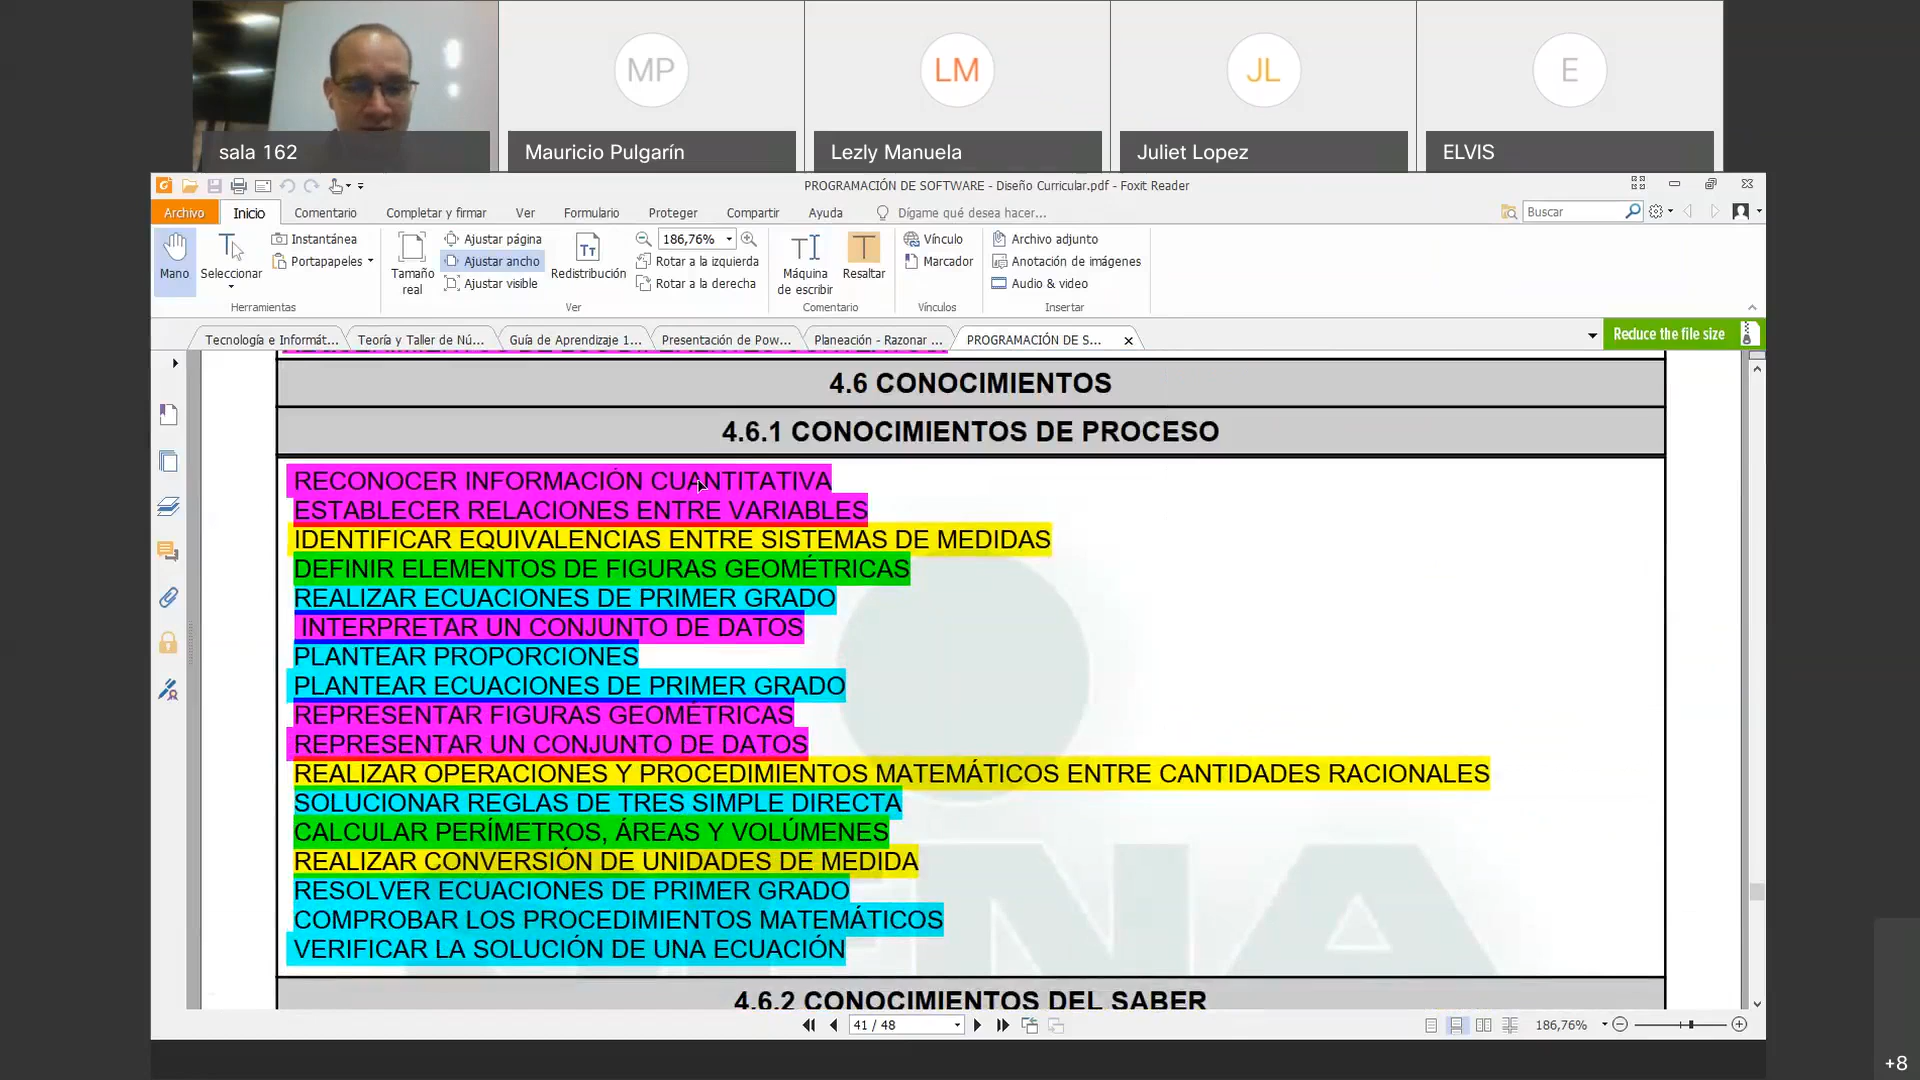 MP
LM
JL
E
sala 162
Mauricio Pulgarín
Lezly Manuela
Juliet Lopez
ELVIS
PROGRAMACIÓN DE SOFTWARE - Diseño Curricular.pdf - Foxit Reader
Archivo
Inicio
Comentario
Completar y firmar
Ver
Formulario
Proteger
Compartir
Ayuda
Dígame qué desea hacer...
Buscar
Mano
Seleccionar
Instantánea
Portapapeles
Herramientas
Tamaño real
Ajustar página
Ajustar ancho
Ajustar visible
Redistribución
186,76%
Rotar a la izquierda
Rotar a la derecha
Ver
Máquina de escribir
Resaltar
Comentario
Vínculo
Marcador
Vínculos
Archivo adjunto
Anotación de imágenes
Audio & video
Insertar
Tecnología e Informát...
Teoría y Taller de Nú...
Guía de Aprendizaje 1...
Presentación de Pow...
Planeación - Razonar ...
PROGRAMACIÓN DE S...
Reduce the file size
4.6 CONOCIMIENTOS
4.6.1 CONOCIMIENTOS DE PROCESO
RECONOCER INFORMACIÓN CUANTITATIVA
ESTABLECER RELACIONES ENTRE VARIABLES
IDENTIFICAR EQUIVALENCIAS ENTRE SISTEMAS DE MEDIDAS
DEFINIR ELEMENTOS DE FIGURAS GEOMÉTRICAS
REALIZAR ECUACIONES DE PRIMER GRADO
INTERPRETAR UN CONJUNTO DE DATOS
PLANTEAR PROPORCIONES
PLANTEAR ECUACIONES DE PRIMER GRADO
REPRESENTAR FIGURAS GEOMÉTRICAS
REPRESENTAR UN CONJUNTO DE DATOS
REALIZAR OPERACIONES Y PROCEDIMIENTOS MATEMÁTICOS ENTRE CANTIDADES RACIONALES
SOLUCIONAR REGLAS DE TRES SIMPLE DIRECTA
CALCULAR PERÍMETROS, ÁREAS Y VOLÚMENES
REALIZAR CONVERSIÓN DE UNIDADES DE MEDIDA
RESOLVER ECUACIONES DE PRIMER GRADO
COMPROBAR LOS PROCEDIMIENTOS MATEMÁTICOS
VERIFICAR LA SOLUCIÓN DE UNA ECUACIÓN
4.6.2 CONOCIMIENTOS DEL SABER
41 / 48
186,76%
+8